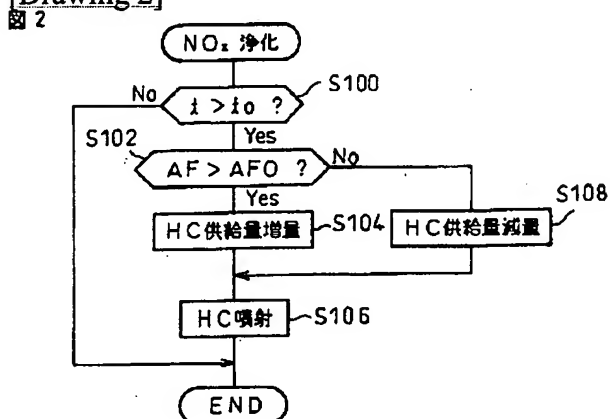 [Drawing 2]
図 2
NOx 浄化
S100
No
t > to ?
Yes
S102
AF > AFO ?
No
Yes
S108
HC供給量増量
S104
HC供給量減量
HC噴射
S106
END